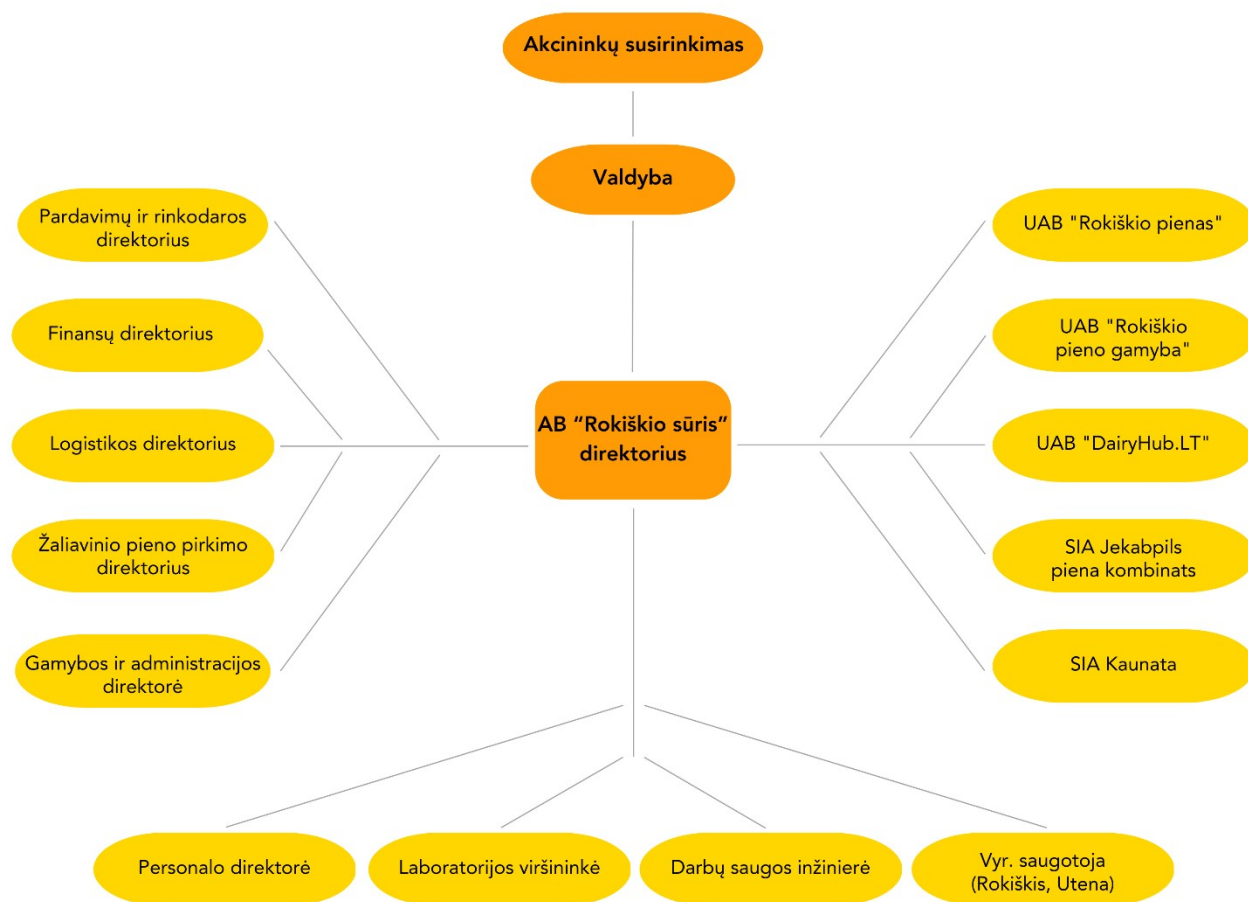 Akcininkų susirinkimas
Valdyba
Pardavimų ir rinkodaros
direktorius
Finansų direktorius
Logistikos direktorius
Žaliavinio pieno pirkimo
direktorius
Gamybos ir administracijos
direktorė
AB “Rokiškio sūris”
direktorius
UAB "Rokiškio pienas"
UAB "Rokiškio
pieno gamyba"
UAB "DairyHub.LT"
SIA Jekabpils
piena kombinats
SIA Kaunata
Personalo direktorė
Laboratorijos viršininkė
Darbų saugos inžinierė
Vyr. saugotoja
(Rokiškis, Utena)